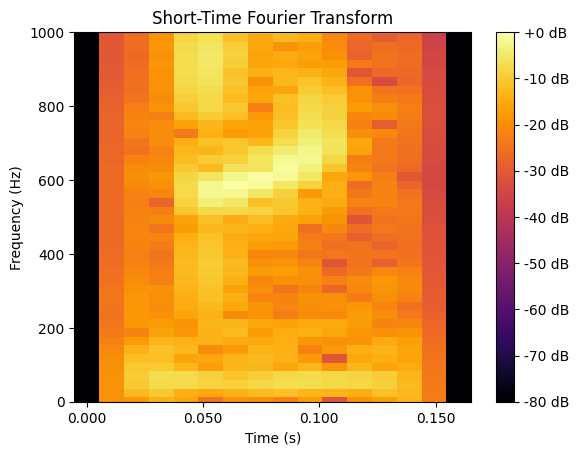 Short-Time Fourier Transform
Frequency (Hz)
1000
800
600
400
200
0
0.000
0.050
0.100
0.150
Time (s)
+0 dB
-10 dB
-20 dB
-30 dB
-40 dB
-50 dB
-60 dB
-70 dB
-80 dB